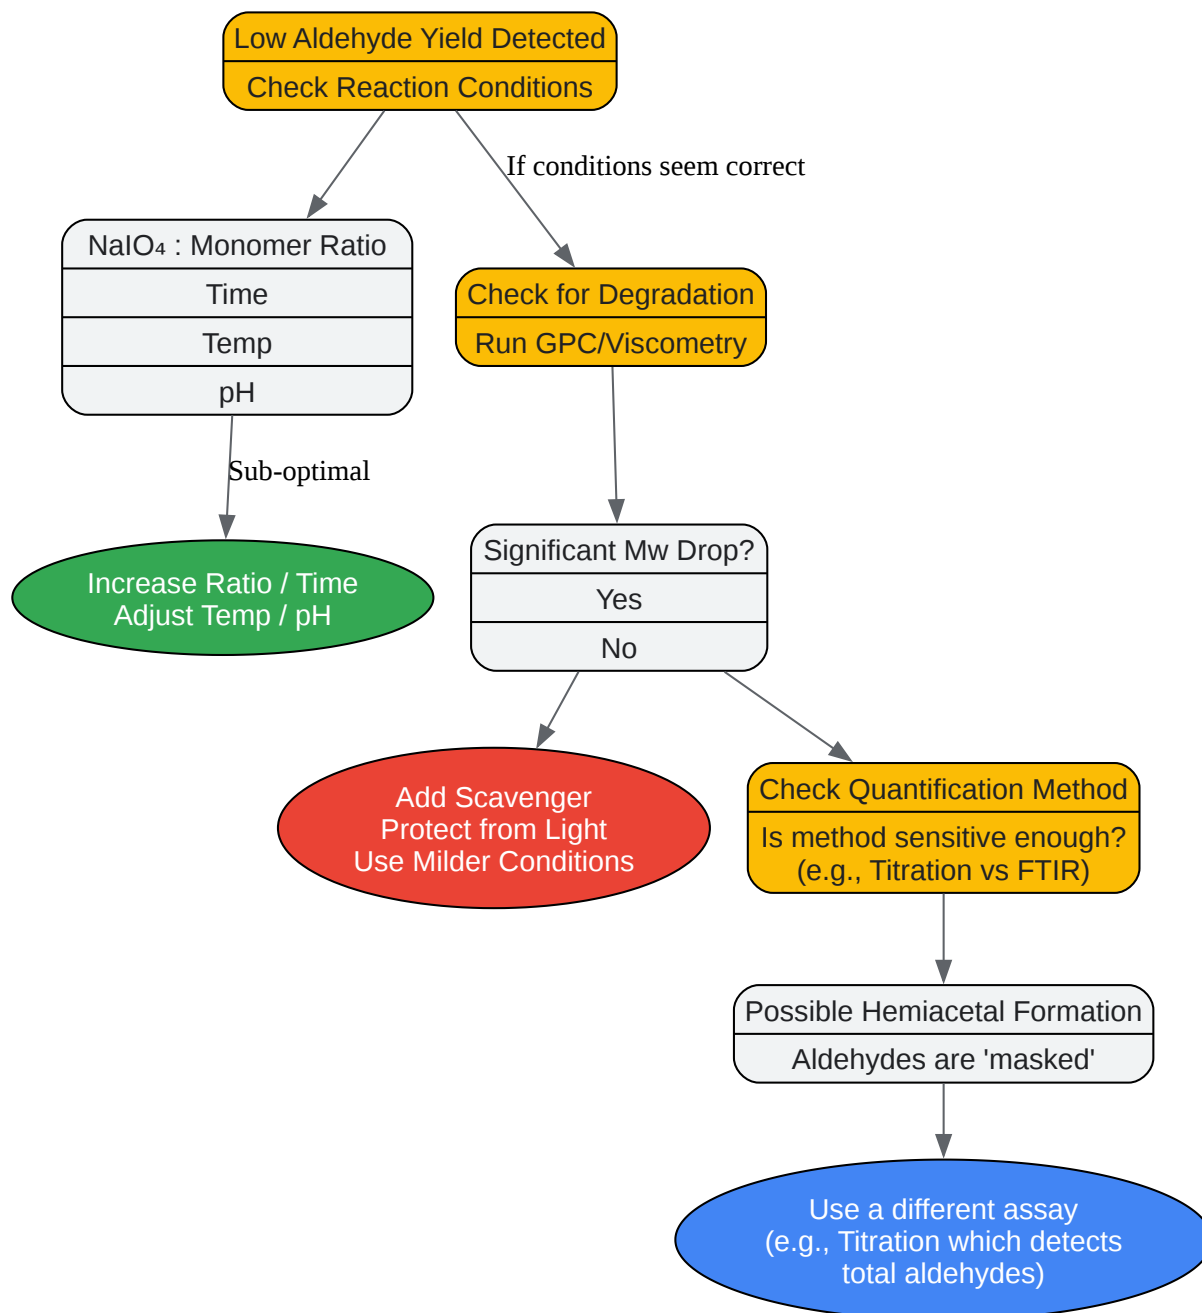 Low Aldehyde Yield Detected
Check Reaction Conditions
If conditions seem correct
NaIO₄ : Monomer Ratio
Time
Temp
pH
Check for Degradation
Run GPC/Viscometry
Sub-optimal
Increase Ratio / Time
Adjust Temp / pH
Significant Mw Drop?
Yes
No
Add Scavenger
Protect from Light
Use Milder Conditions
Check Quantification Method
Is method sensitive enough?
(e.g., Titration vs FTIR)
Possible Hemiacetal Formation
Aldehydes are 'masked'
Use a different assay
(e.g., Titration which detects
total aldehydes)